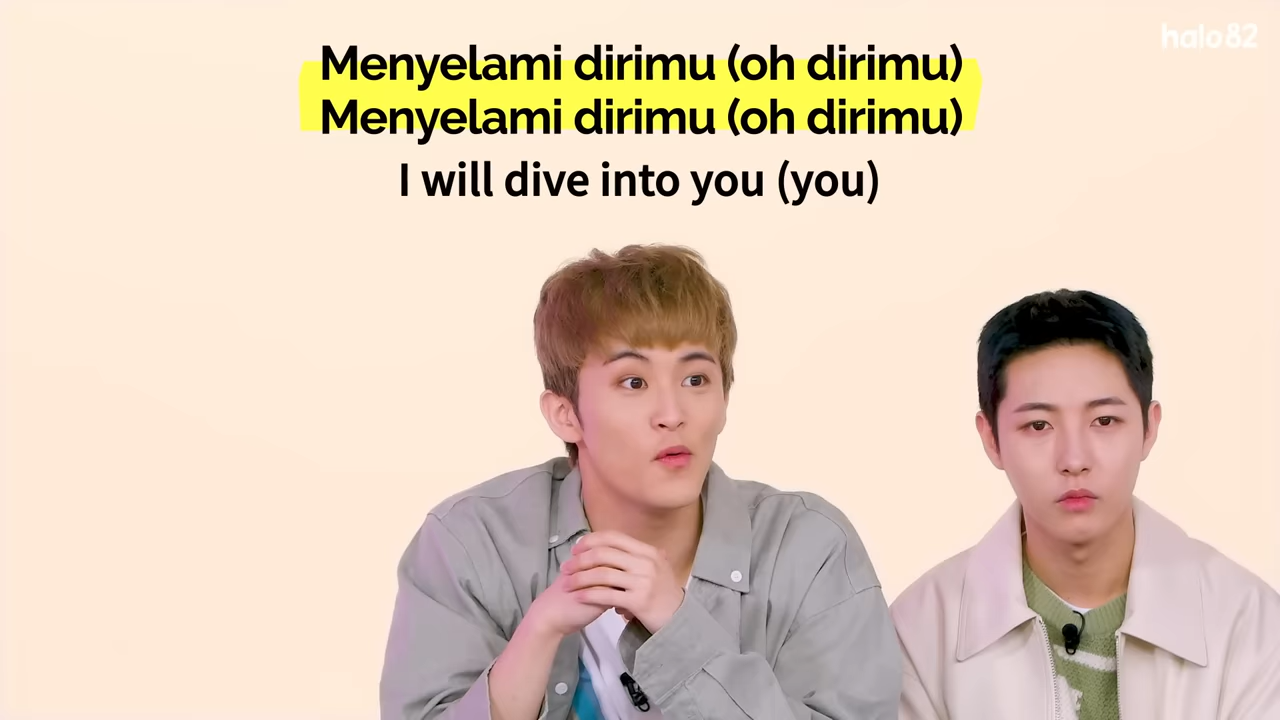 halo82
Menyelami dirimu (oh dirimu)
Menyelami dirimu (oh dirimu)
I will dive into you (you)